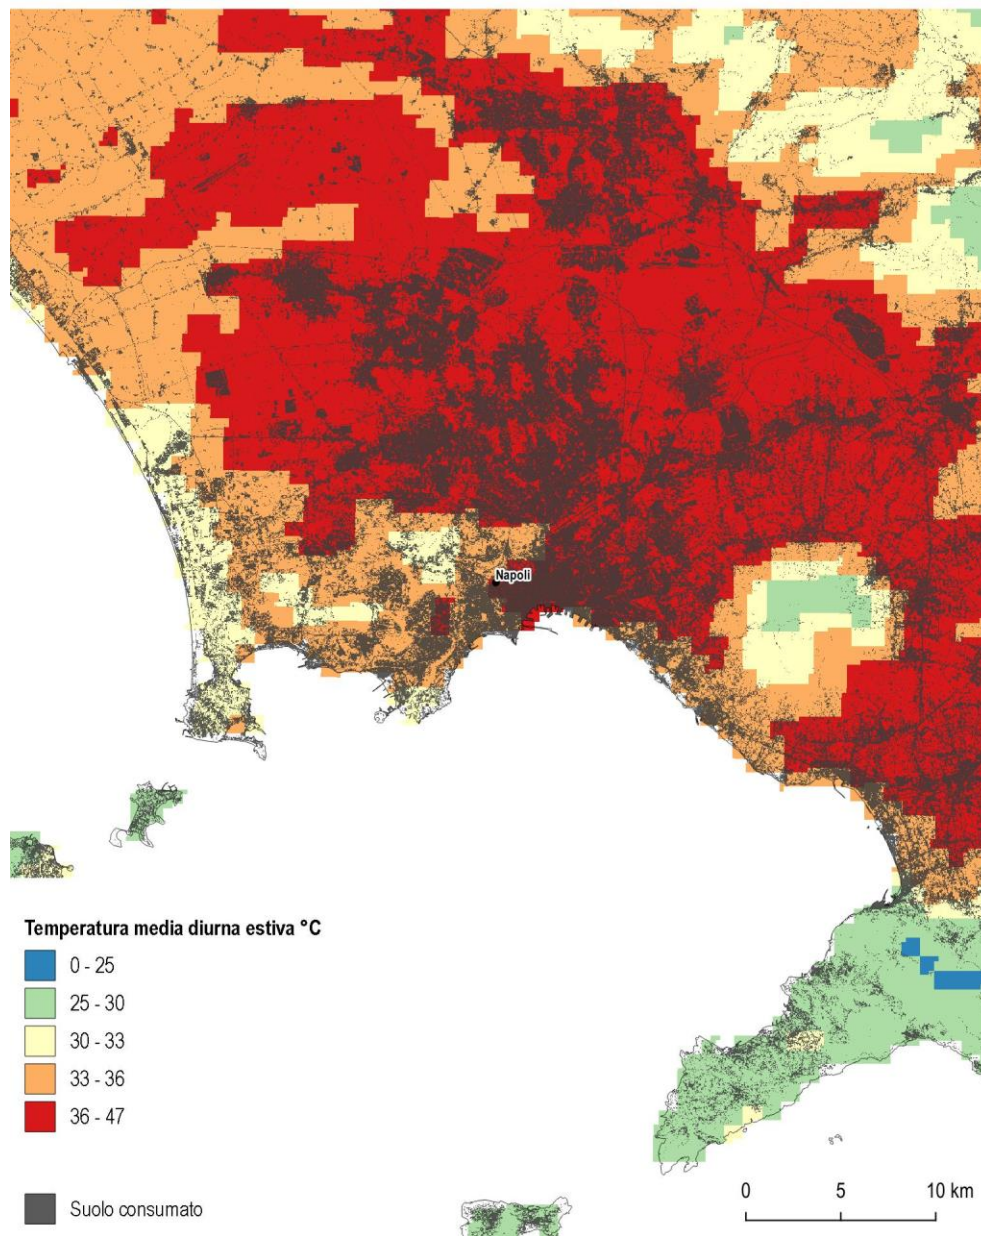 Napoli
Temperatura media diurna estiva °C
0 - 25
25 - 30
30 - 33
33 - 36
36 - 47
Suolo consumato
0 5 10 km